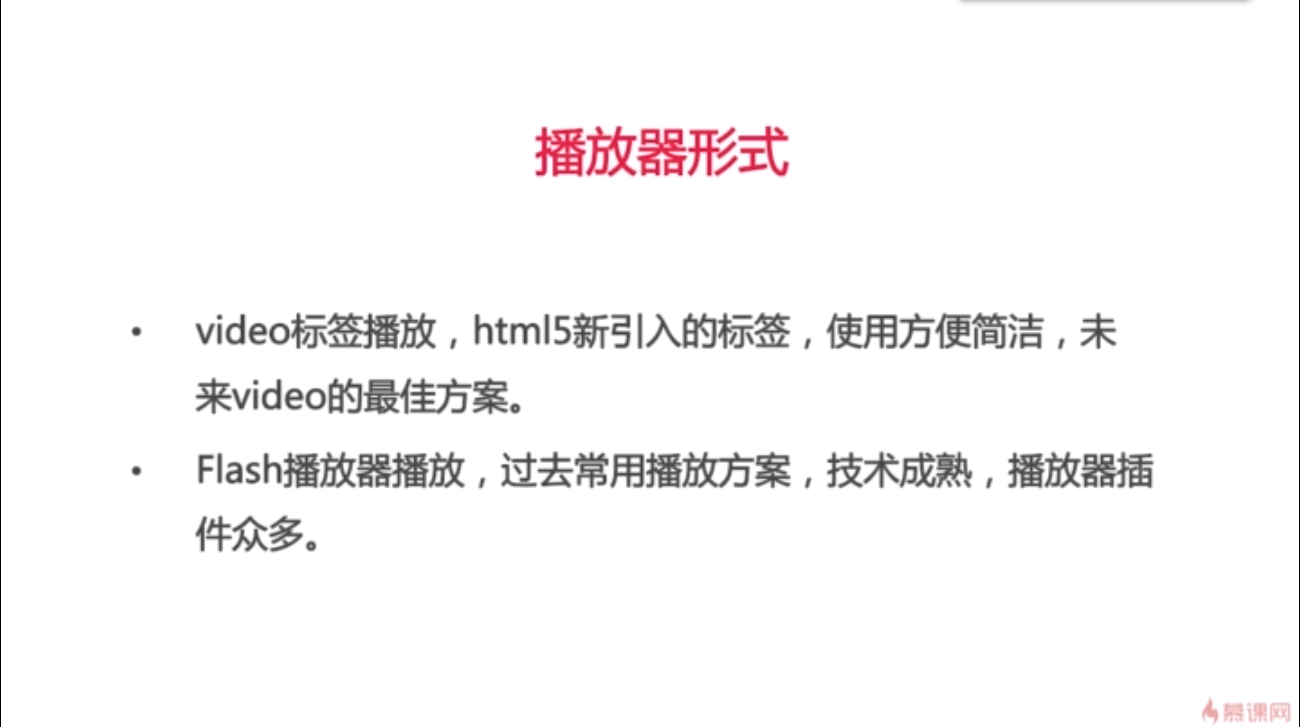 播放器形式
• video标签播放，html5新引入的标签，使用方便简洁，未
来video的最佳方案。
• Flash播放器播放，过去常用播放方案，技术成熟，播放器插
件众多。
慕课网